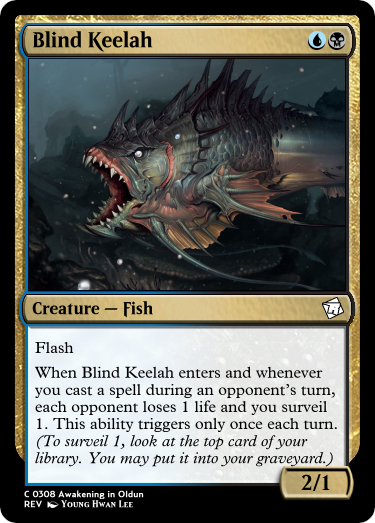 Blind Keelah
Creature — Fish
Flash
When Blind Keelah enters and whenever
you cast a spell during an opponent's turn,
each opponent loses 1 life and you surveil
1. This ability triggers only once each turn.
(To surveil 1, look at the top card of your
library. You may put it into your graveyard.)
2/1
C 0308 Awakening in Oldun
REV Young Hwan Lee